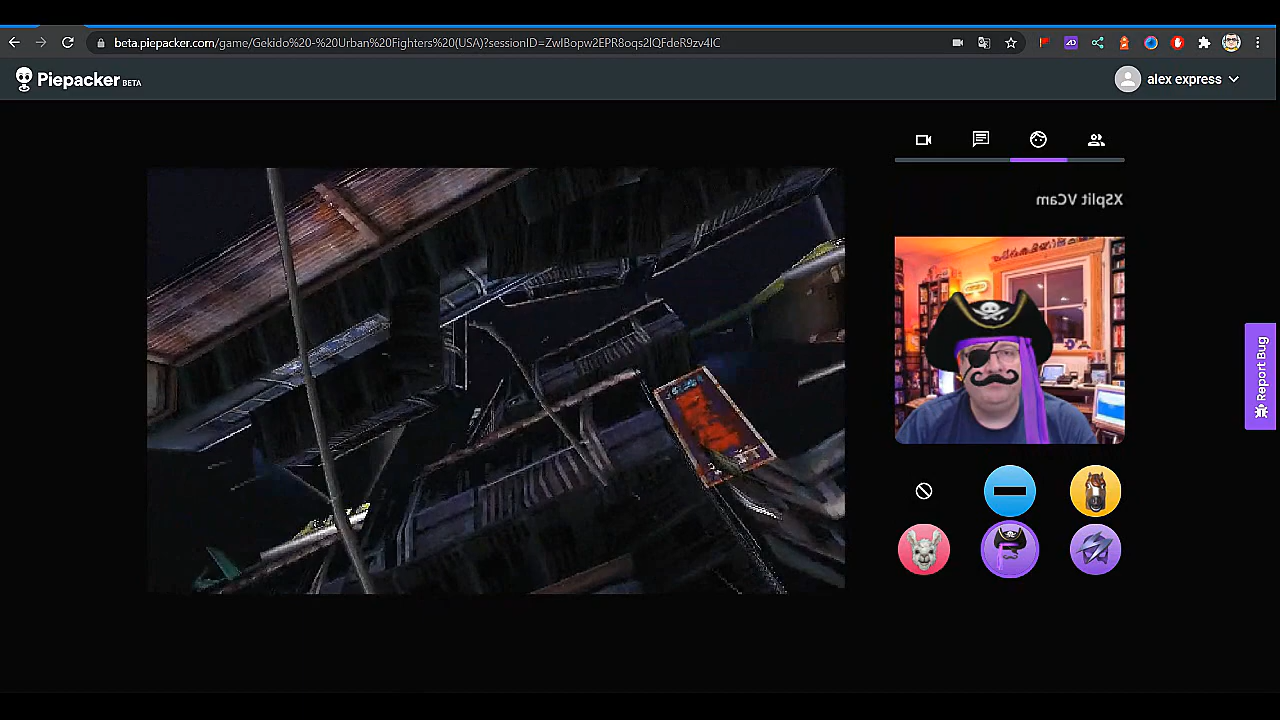 beta.piepacker.com/game/Gekido%20-%20Urban%20Fighters%20(USA)?sessionID=ZwIBopw2EPR8oqs2lQFdeR9zv4IC
Piepacker BETA
alex express
XSplit VCam
Report Bug